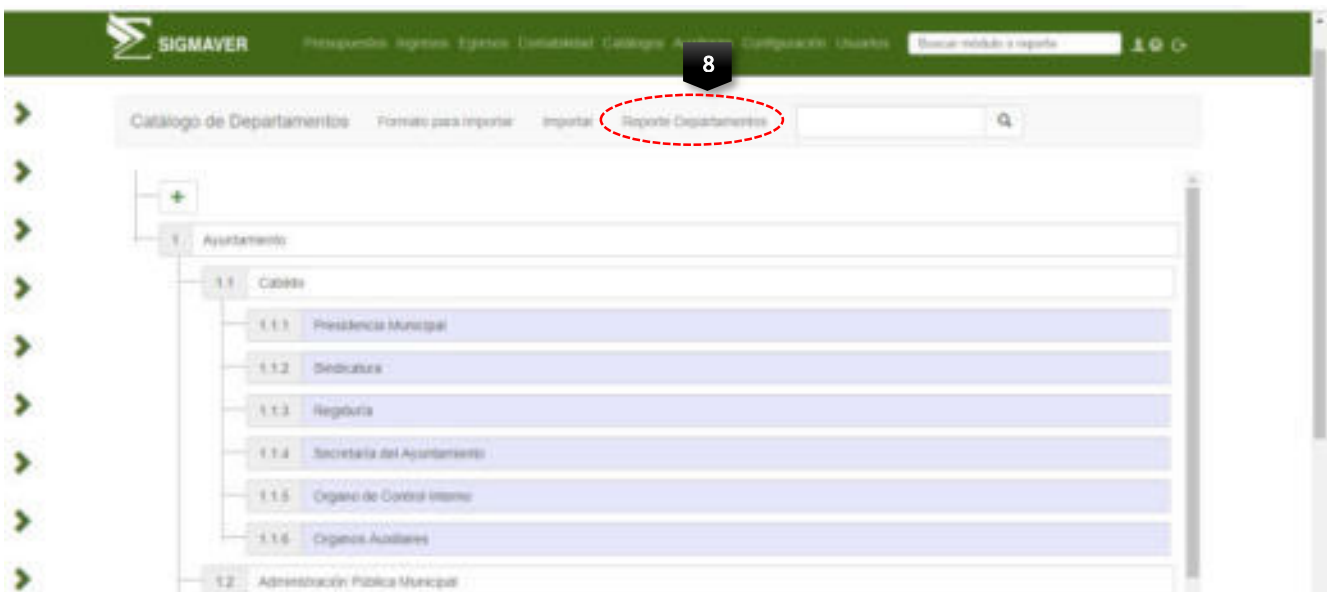 SIGMAVER Presupuestos Ingresos Egresos Contabilidad Catálogos Auxiliares Configuración Usuarios Buscar módulo o reporte
8
Catálogo de Departamentos Formato para importar Importar Reporte Departamentos
1 Ayuntamiento
1.1 Cabildo
1.1.1 Presidencia Municipal
1.1.2 Sindicatura
1.1.3 Regiduría
1.1.4 Secretaría del Ayuntamiento
1.1.5 Organo de Control Interno
1.1.6 Organos Auxiliares
1.2 Administración Pública Municipal